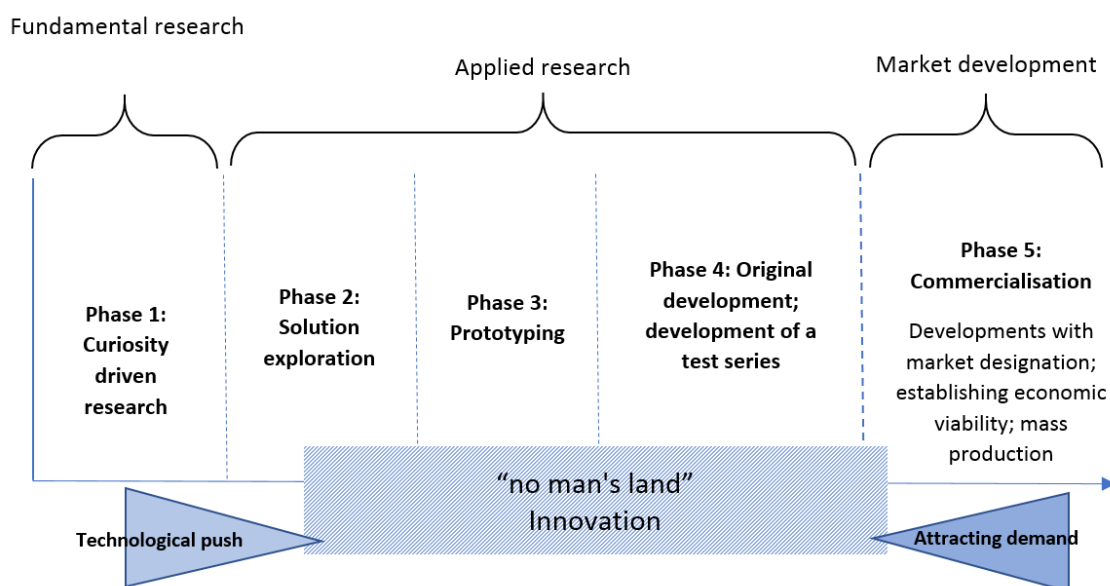 Fundamental research
Applied research
Market development
Phase 1:
Curiosity
driven
research
Phase 2:
Solution
exploration
Phase 3:
Prototyping
Phase 4: Original
development;
development of a
test series
Phase 5:
Commercialisation
Developments with
market designation;
establishing economic
viability; mass
production
“no man's land”
Innovation
Technological push
Attracting demand